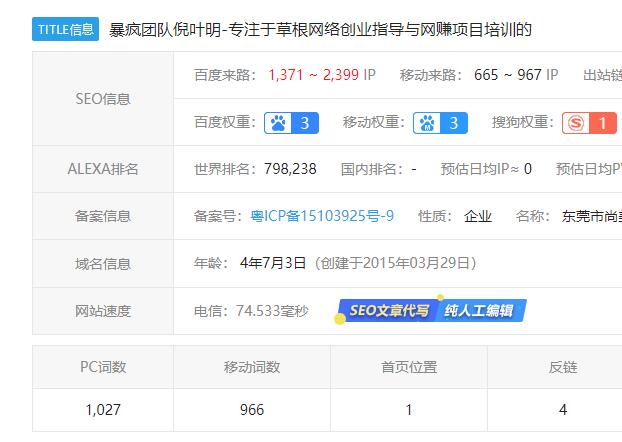 TITLE信息 暴疯团队倪叶明-专注于草根网络创业指导与网赚项目培训的
SEO信息
百度来路： 1,371 ~ 2,399 IP 移动来路： 665 ~ 967 IP 出站链
百度权重： 3 移动权重： 3 搜狗权重： 1
ALEXA排名 世界排名：798,238 国内排名：- 预估日均IP≈ 0 预估日均P
备案信息 备案号：粤ICP备15103925号-9 性质： 企业 名称： 东莞市尚
域名信息 年龄： 4年7月3日（创建于2015年03月29日）
网站速度 电信：74.533毫秒 SEO文章代写 纯人工编辑
PC词数 移动词数 首页位置 反链
1,027 966 1 4